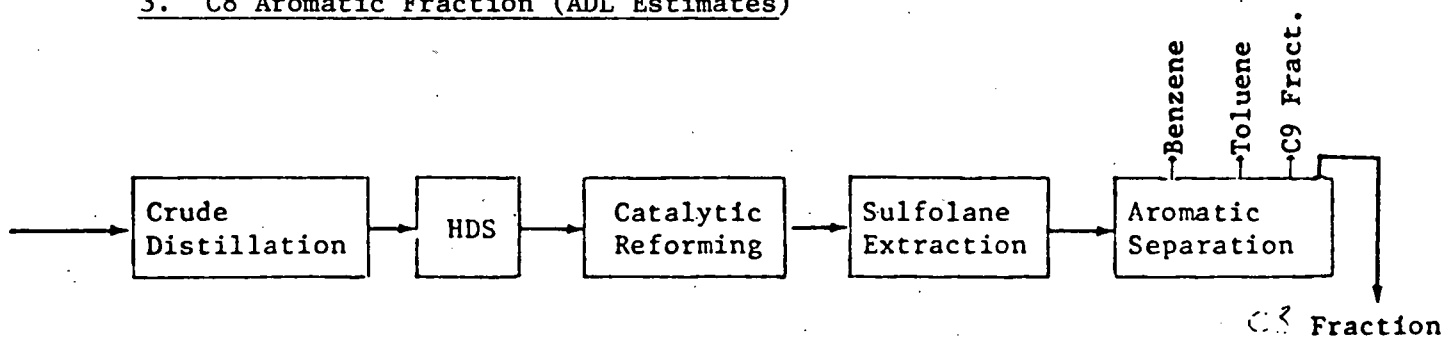 3. C8 Aromatic Fraction (ADL Estimates)
Benzene
Toluene
C9 Fract.
Crude
Distillation
HDS
Catalytic
Reforming
Sulfolane
Extraction
Aromatic
Separation
Fraction